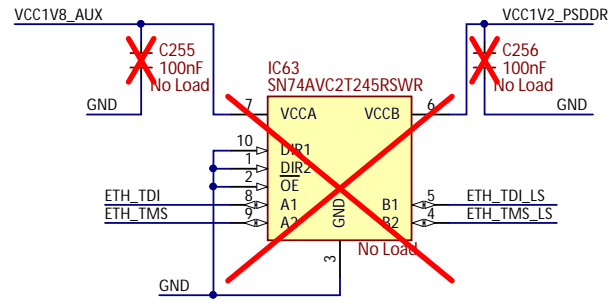 VCC1V8_AUX
VCC1V2_PSDDR
C255
100nF
No Load
C256
100nF
No Load
IC63
SN74AVC2T245RSWR
GND
GND
7
VCCA
VCCB
6
10
DIR1
1
DIR2
2
OE
ETH_TDI
8
A1
B1
5
ETH_TDI_LS
ETH_TMS
9
A2
B2
4
ETH_TMS_LS
GND
No Load
3
GND